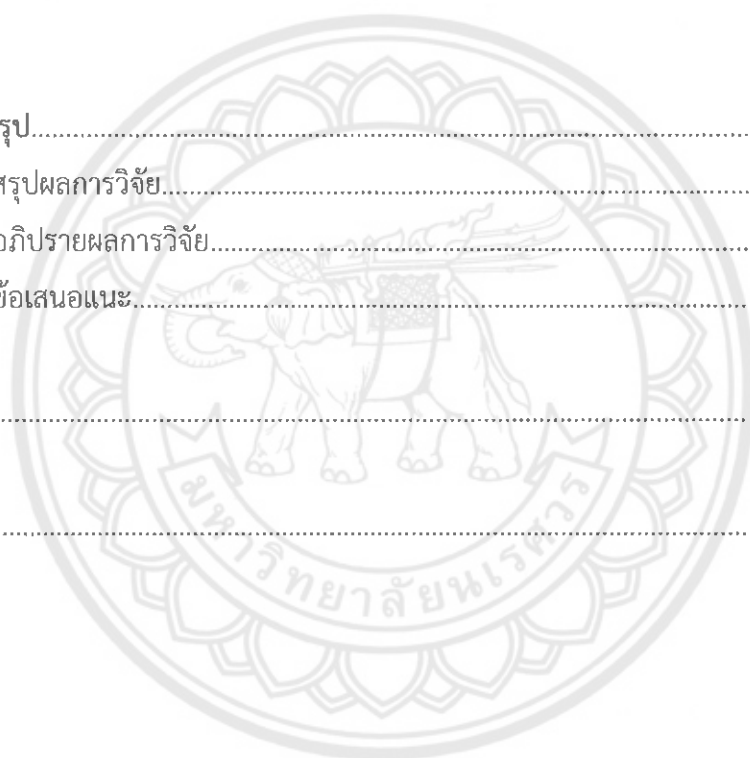 รุป
สรุปผลการวิจัย
อภิปรายผลการวิจัย
ข้อเสนอแนะ
มหาวิทยาลัยนเรศวร